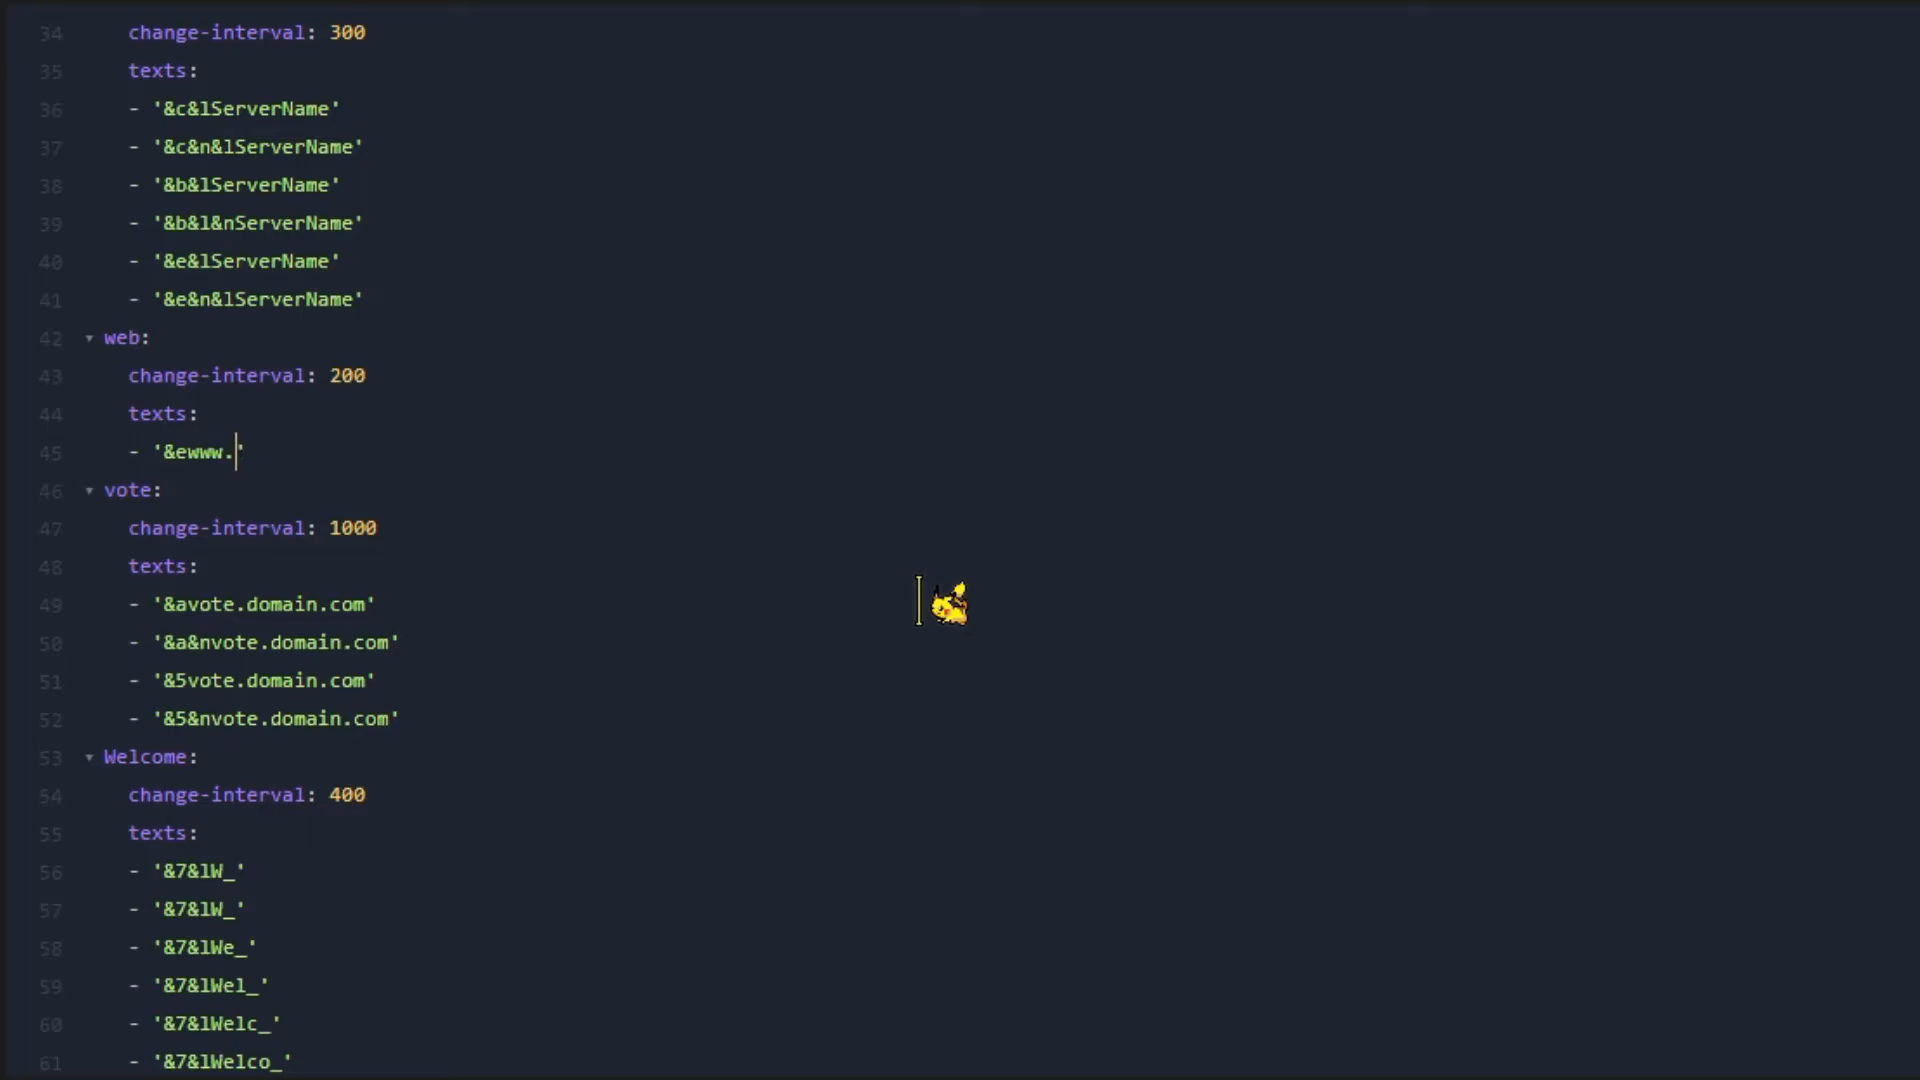 34 change-interval: 300
35 texts:
36 - '&c&lServerName'
37 - '&c&n&lServerName'
38 - '&b&lServerName'
39 - '&b&l&nServerName'
40 - '&e&lServerName'
41 - '&e&n&lServerName'
42 ▾ web:
43 change-interval: 200
44 texts:
45 - '&ewww.'
46 ▾ vote:
47 change-interval: 1000
48 texts:
49 - '&avote.domain.com'
50 - '&a&nvote.domain.com'
51 - '&5vote.domain.com'
52 - '&5&nvote.domain.com'
53 ▾ Welcome:
54 change-interval: 400
55 texts:
56 - '&7&lW_'
57 - '&7&lW_'
58 - '&7&lWe_'
59 - '&7&lWel_'
60 - '&7&lWelc_'
61 - '&7&lWelco_'